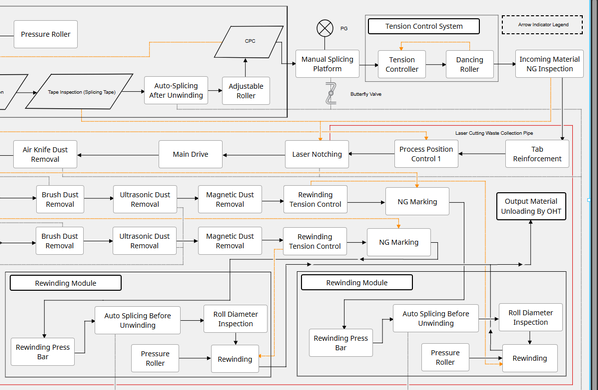 Pressure Roller
CPC
PG
Tension Control System
Arrow Indicator Legend
Manual Splicing
Platform
Tension
Controller
Dancing
Roller
Incoming Material
NG Inspection
Tape Inspection (Splicing Tape)
Auto-Splicing
After Unwinding
Adjustable
Roller
Butterfly Valve
Laser Cutting Waste Collection Pipe
Air Knife Dust
Removal
Main Drive
Laser Notching
Process Position
Control 1
Tab
Reinforcement
Brush Dust
Removal
Ultrasonic Dust
Removal
Magnetic Dust
Removal
Rewinding
Tension Control
NG Marking
Output Material
Unloading By OHT
Brush Dust
Removal
Ultrasonic Dust
Removal
Magnetic Dust
Removal
Rewinding
Tension Control
NG Marking
Rewinding Module
Auto Splicing Before
Unwinding
Roll Diameter
Inspection
Rewinding Press
Bar
Pressure
Roller
Rewinding
Rewinding Module
Auto Splicing Before
Unwinding
Roll Diameter
Inspection
Rewinding Press
Bar
Pressure
Roller
Rewinding